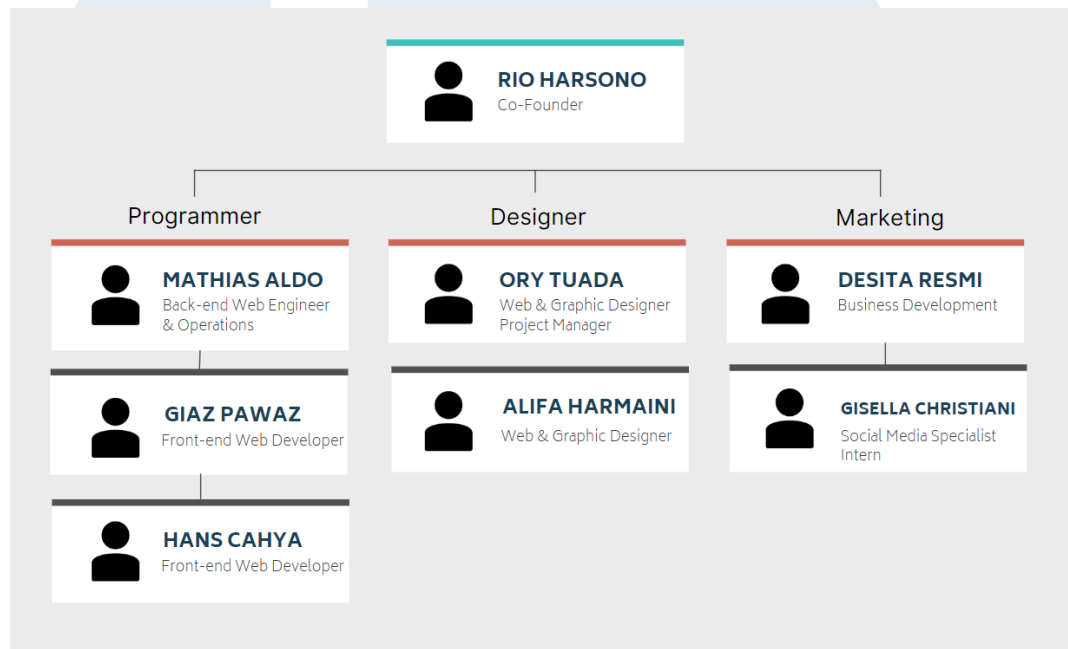 RIO HARSONO
Co-Founder
Programmer
Designer
Marketing
MATHIAS ALDO
Back-end Web Engineer
& Operations
ORY TUADA
Web & Graphic Designer
Project Manager
DESITA RESMI
Business Development
GIAZ PAWAZ
Front-end Web Developer
ALIFA HARMAINI
Web & Graphic Designer
GISELLA CHRISTIANI
Social Media Specialist
Intern
HANS CAHYA
Front-end Web Developer